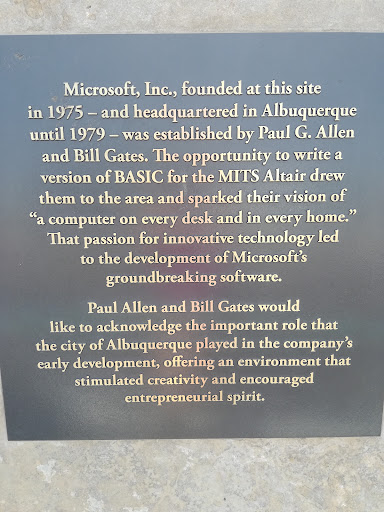 Microsoft, Inc., founded at this site
in 1975 – and headquartered in Albuquerque
until 1979 – was established by Paul G. Allen
and Bill Gates. The opportunity to write a
version of BASIC for the MITS Altair drew
them to the area and sparked their vision of
“a computer on every desk and in every home.”
That passion for innovative technology led
to the development of Microsoft’s
groundbreaking software.
Paul Allen and Bill Gates would
like to acknowledge the important role that
the city of Albuquerque played in the company’s
early development, offering an environment that
stimulated creativity and encouraged
entrepreneurial spirit.